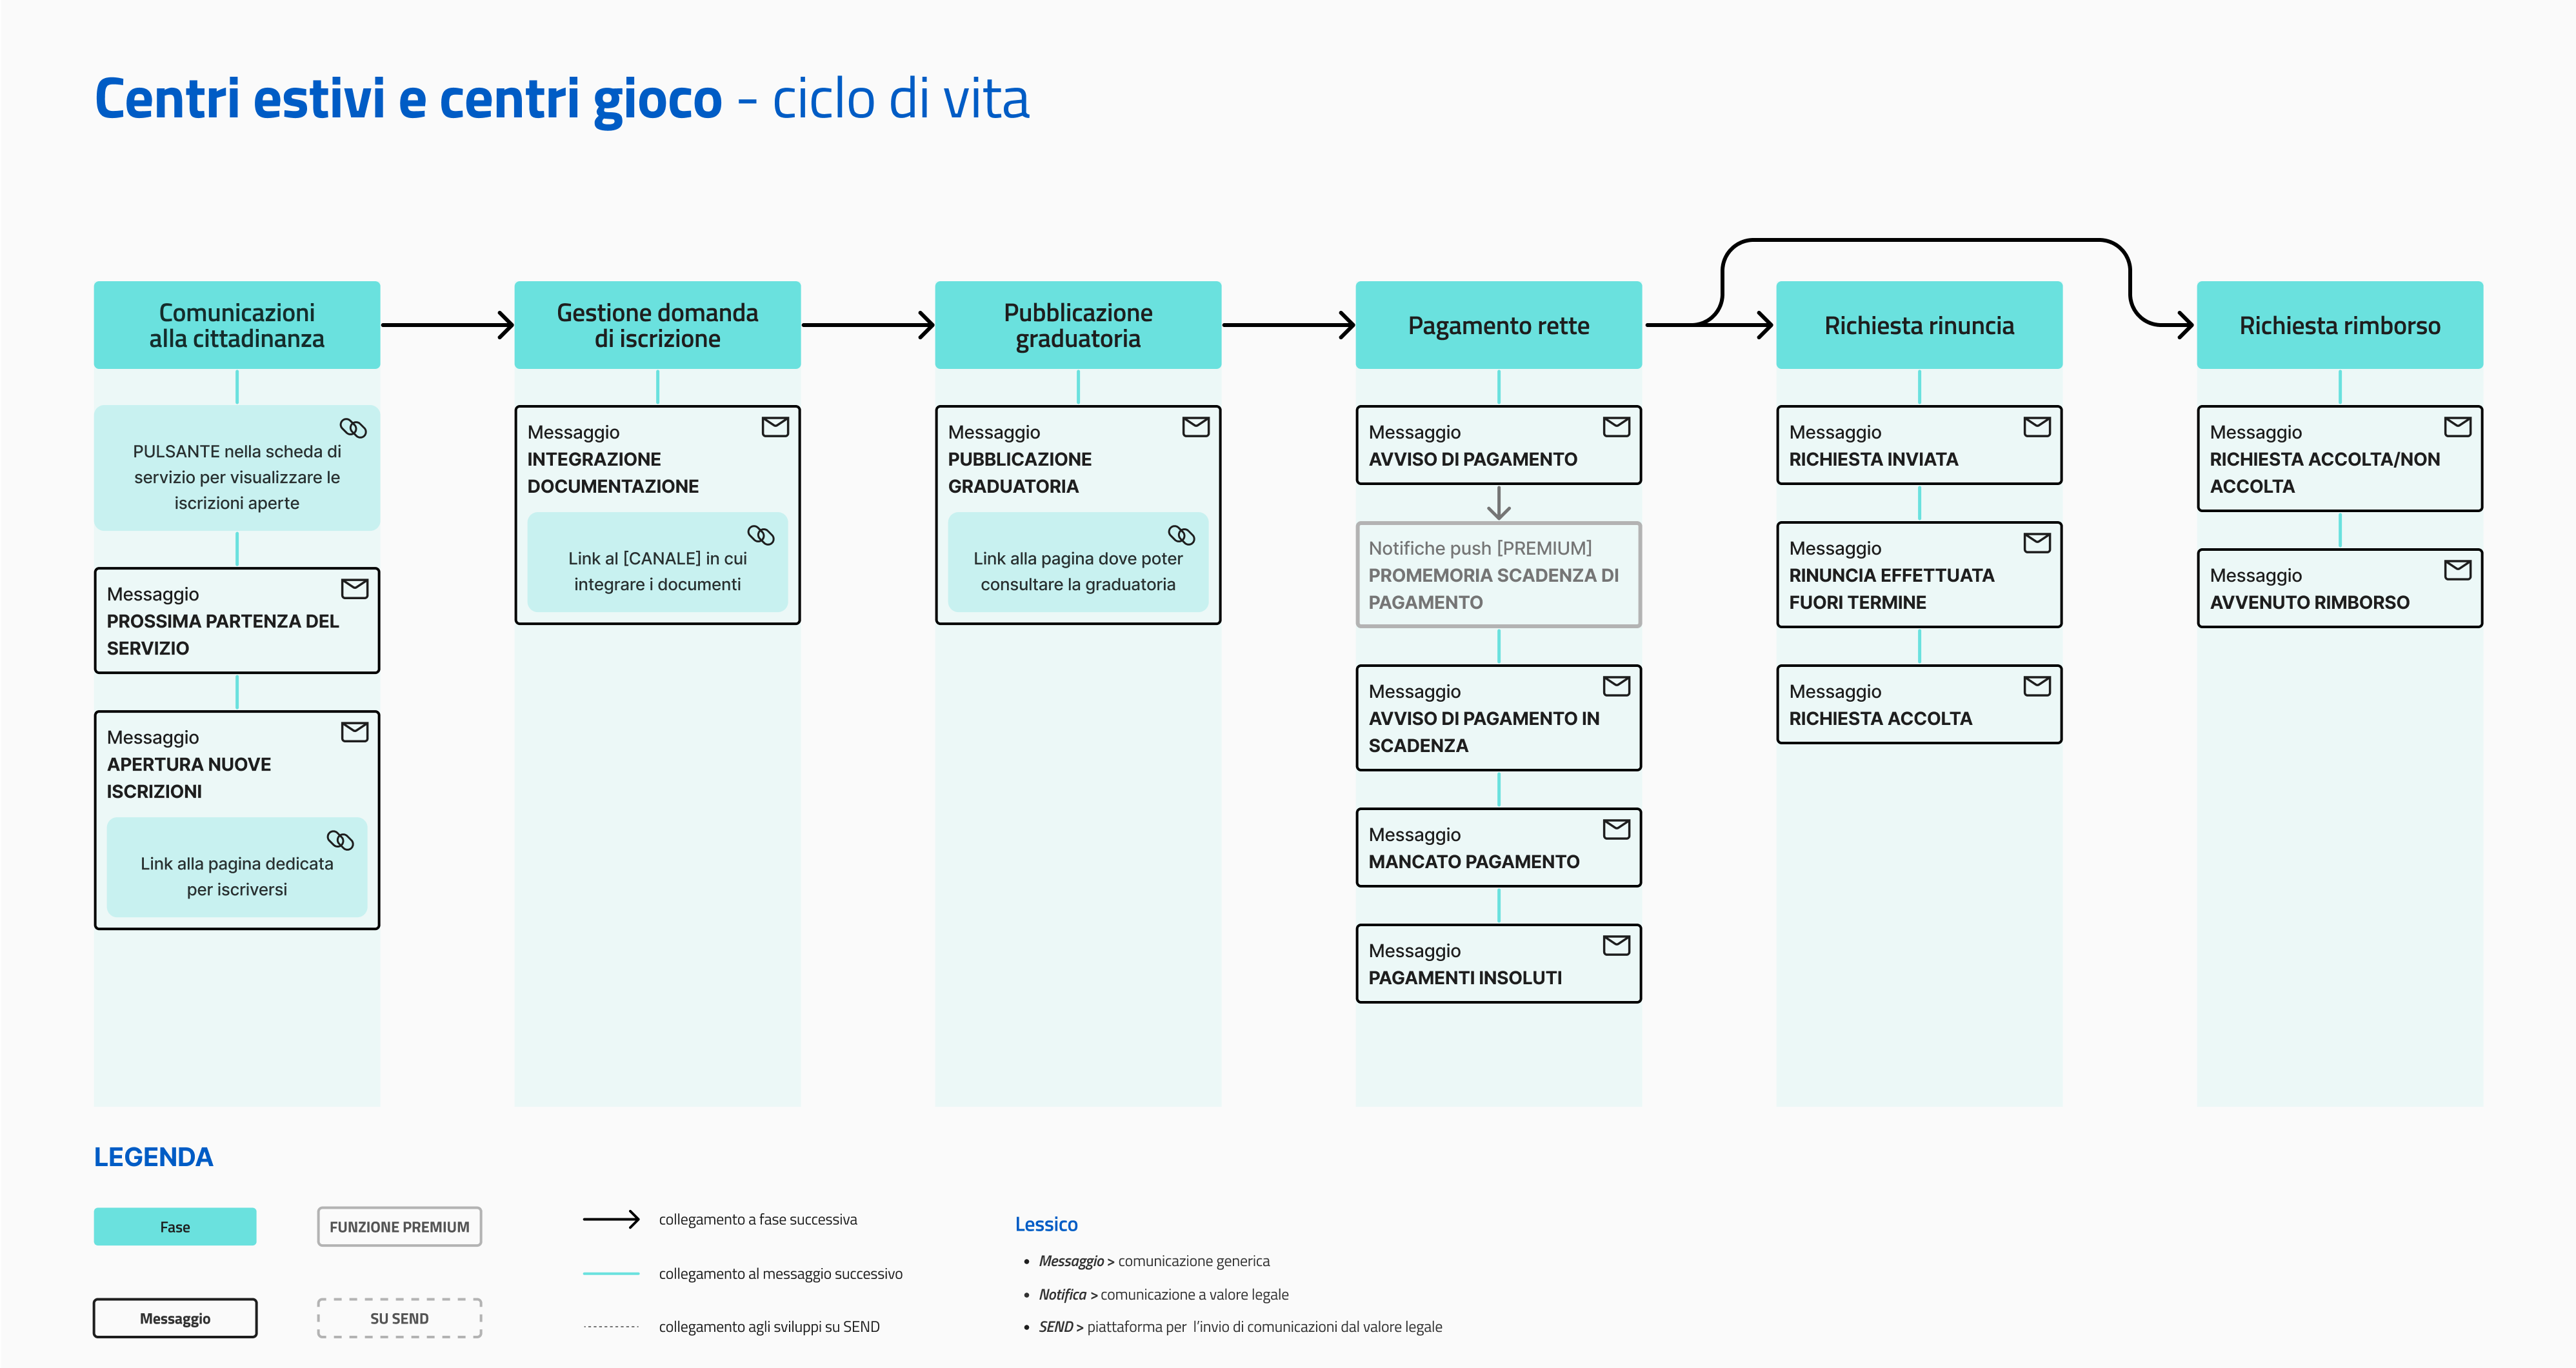 Centri estivi e centri gioco - ciclo di vita
Comunicazioni
alla cittadinanza
PULSANTE nella scheda di
servizio per visualizzare le
iscrizioni aperte
Messaggio
PROSSIMA PARTENZA DEL
SERVIZIO
Messaggio
APERTURA NUOVE
ISCRIZIONI
Link alla pagina dedicata
per iscriversi
Gestione domanda
di iscrizione
Messaggio
INTEGRAZIONE
DOCUMENTAZIONE
Link al [CANALE] in cui
integrare i documenti
Pubblicazione
graduatoria
Messaggio
PUBBLICAZIONE
GRADUATORIA
Link alla pagina dove poter
consultare la graduatoria
Pagamento rette
Messaggio
AVVISO DI PAGAMENTO
Notifiche push [PREMIUM]
PROMEMORIA SCADENZA DI
PAGAMENTO
Messaggio
AVVISO DI PAGAMENTO IN
SCADENZA
Messaggio
MANCATO PAGAMENTO
Messaggio
PAGAMENTI INSOLUTI
Richiesta rinuncia
Messaggio
RICHIESTA INVIATA
Messaggio
RINUNCIA EFFETTUATA
FUORI TERMINE
Messaggio
RICHIESTA ACCOLTA
Richiesta rimborso
Messaggio
RICHIESTA ACCOLTA/NON
ACCOLTA
Messaggio
AVVENUTO RIMBORSO
LEGENDA
Fase
FUNZIONE PREMIUM
Messaggio
SU SEND
collegamento a fase successiva
collegamento al messaggio successivo
collegamento agli sviluppi su SEND
Lessico
• Messaggio > comunicazione generica
• Notifica > comunicazione a valore legale
• SEND > piattaforma per l'invio di comunicazioni dal valore legale